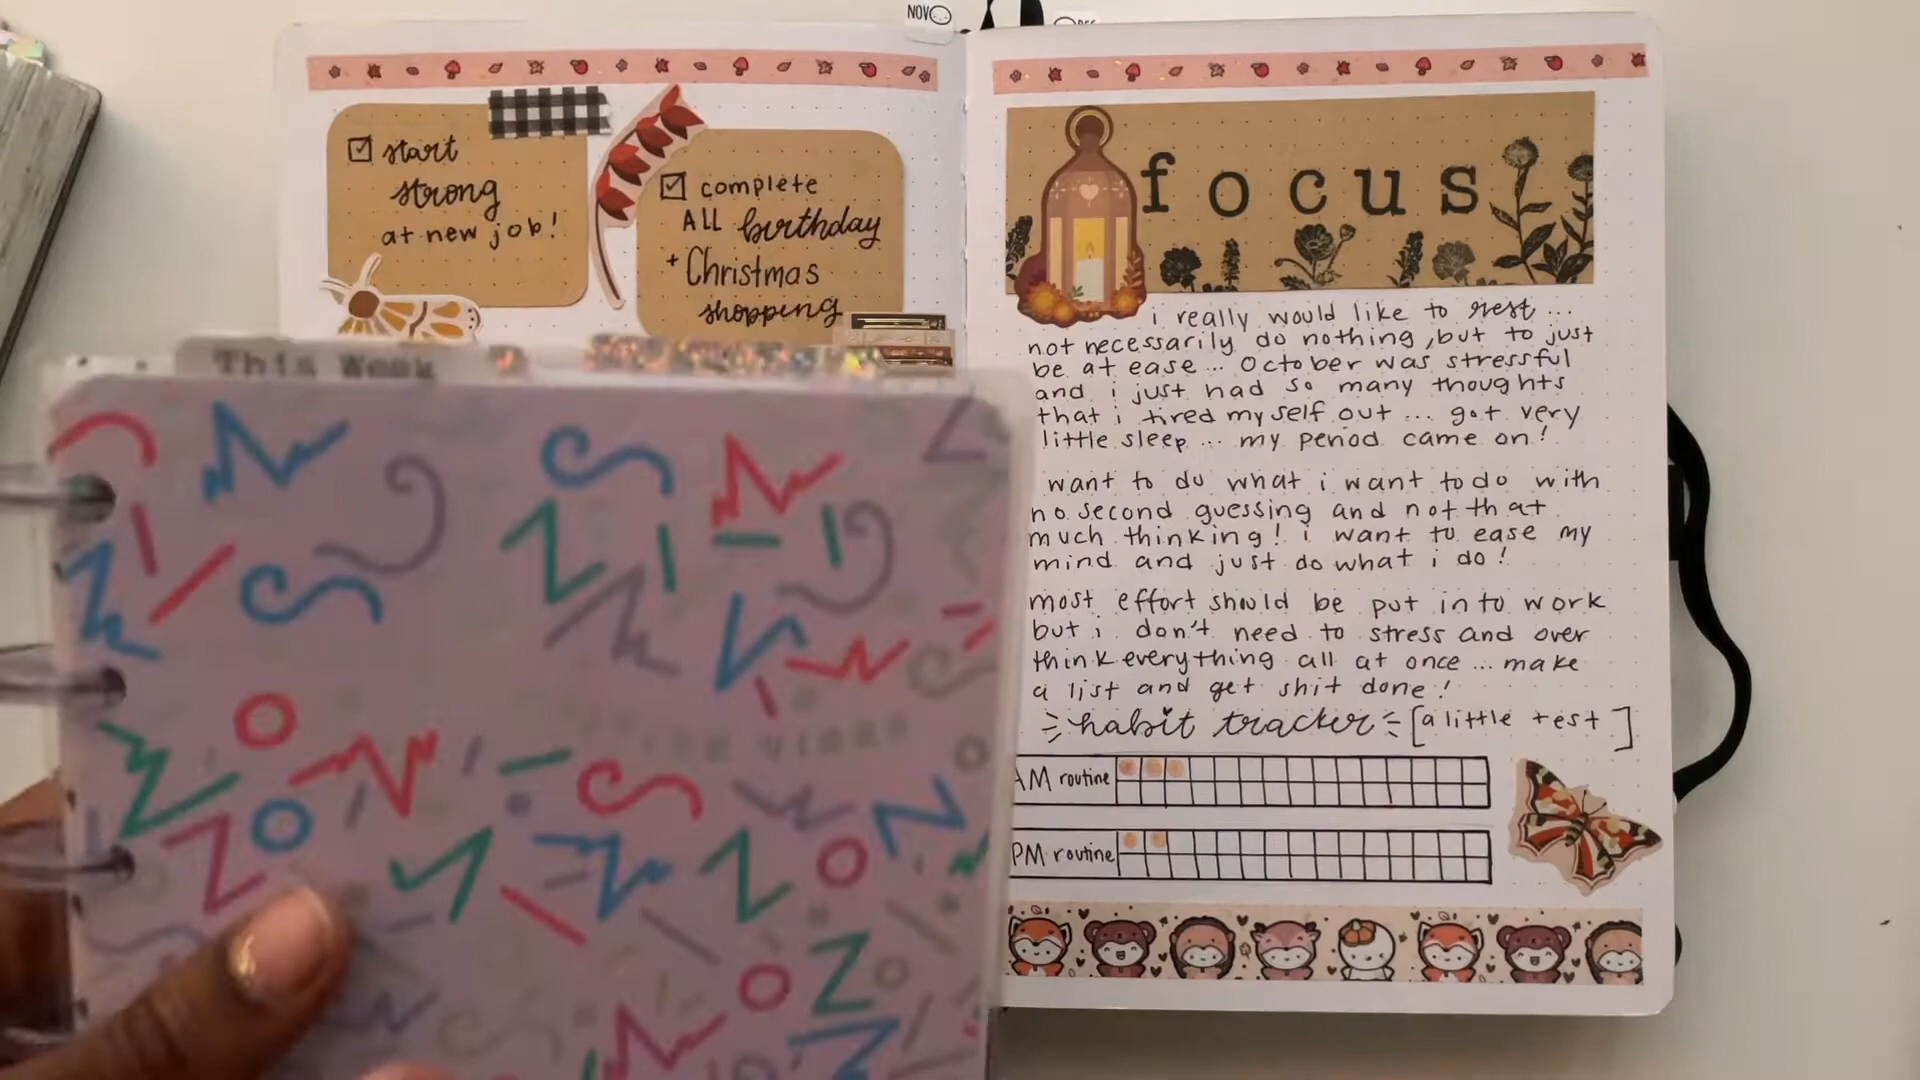 NOV
start
strong
at new job!
complete
ALL birthday
+ Christmas
shopping
This Week
focus
i really would like to rest...
not necessarily do nothing, but to just
be at ease... October was stressful
and i just had so many thoughts
that i tired myself out... got very
little sleep... my period came on!
want to do what i want to do with
no second guessing and not that
much thinking! i want to ease my
mind and just do what i do!
most effort should be put into work
but i don't need to stress and over
think everything all at once... make
a list and get shit done!
habit tracker [a little test]
AM routine
PM routine